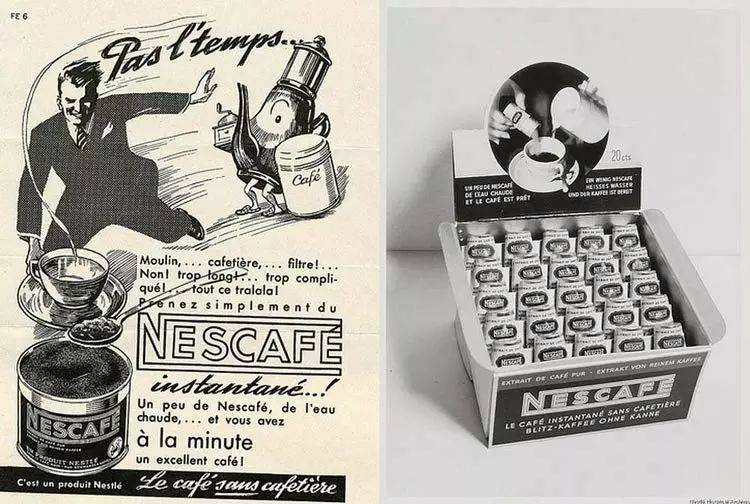 FE 6
Pas l'temps...
Café
Moulin,... cafetière,... filtre!...
Non! trop long!... trop compli-
qué!... tout ce tralala!
Prenez simplement du
NESCAFÉ
instantané...!
Un peu de Nescafé, de l'eau
chaude,... et vous avez
à la minute
un excellent café!
NESCAFÉ
UN PRODUIT NESTLÉ
C'est un produit Nestlé
Le café sans cafetière
20 cts
UN PEU DE NESCAFÉ
DE L'EAU CHAUDE
ET LE CAFÉ EST PRÊT
EIN WENIG NESCAFÉ
HEISSES WASSER
UND DER KAFFEE IST BEREIT
NESCAFÉ
EXTRAIT DE CAFÉ PUR · EXTRAKT VON REINEM KAFFEE
NESCAFÉ
LE CAFÉ INSTANTANÉ SANS CAFETIÈRE
BLITZ-KAFFEE OHNE KANNE
Nestlé Historical Archives